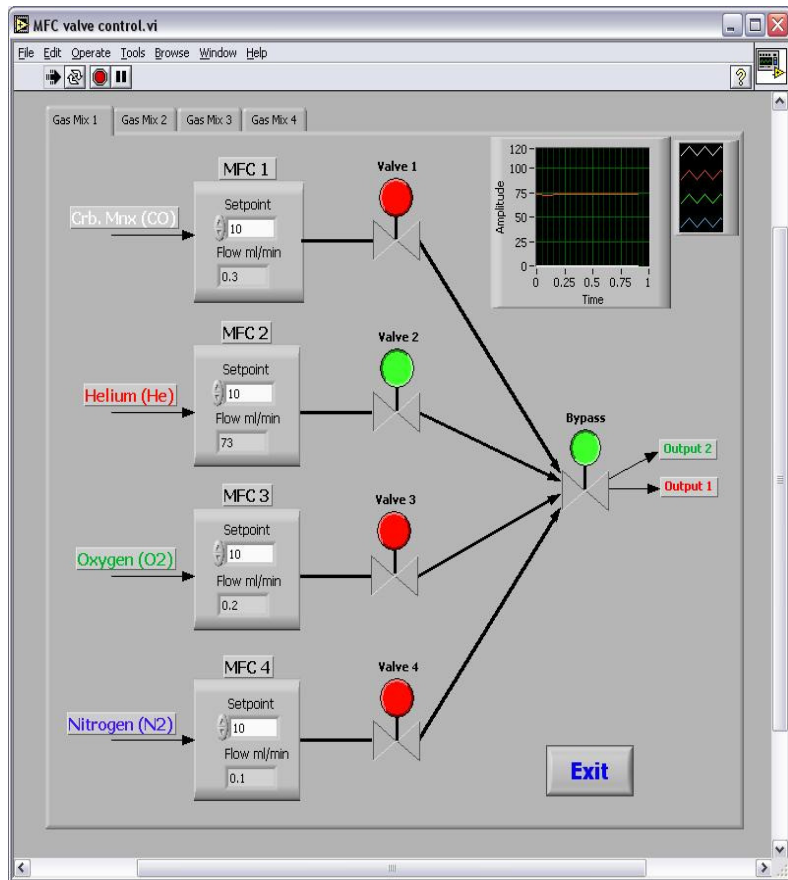 MFC valve control.vi
File Edit Operate Tools Browse Window Help
?
Gas Mix 1 Gas Mix 2 Gas Mix 3 Gas Mix 4
MFC 1
Crb. Mnx (CO)
Setpoint
10
Flow ml/min
0.3
Valve 1
Amplitude
120
100
75
50
25
0
0 0.25 0.5 0.75 1
Time
MFC 2
Helium (He)
Setpoint
10
Flow ml/min
73
Valve 2
Bypass
Output 2
Output 1
MFC 3
Oxygen (O2)
Setpoint
10
Flow ml/min
0.2
Valve 3
MFC 4
Nitrogen (N2)
Setpoint
10
Flow ml/min
0.1
Valve 4
Exit